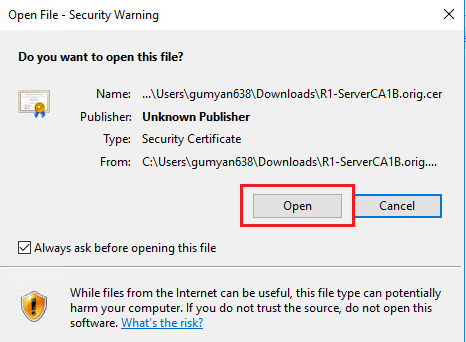 Open File - Security Warning
Do you want to open this file?
Name: ...\Users\gumyan638\Downloads\R1-ServerCA1B.orig.cer
Publisher: Unknown Publisher
Type: Security Certificate
From: C:\Users\gumyan638\Downloads\R1-ServerCA1B.orig....
Open Cancel
Always ask before opening this file
While files from the Internet can be useful, this file type can potentially
harm your computer. If you do not trust the source, do not open this
software. What's the risk?